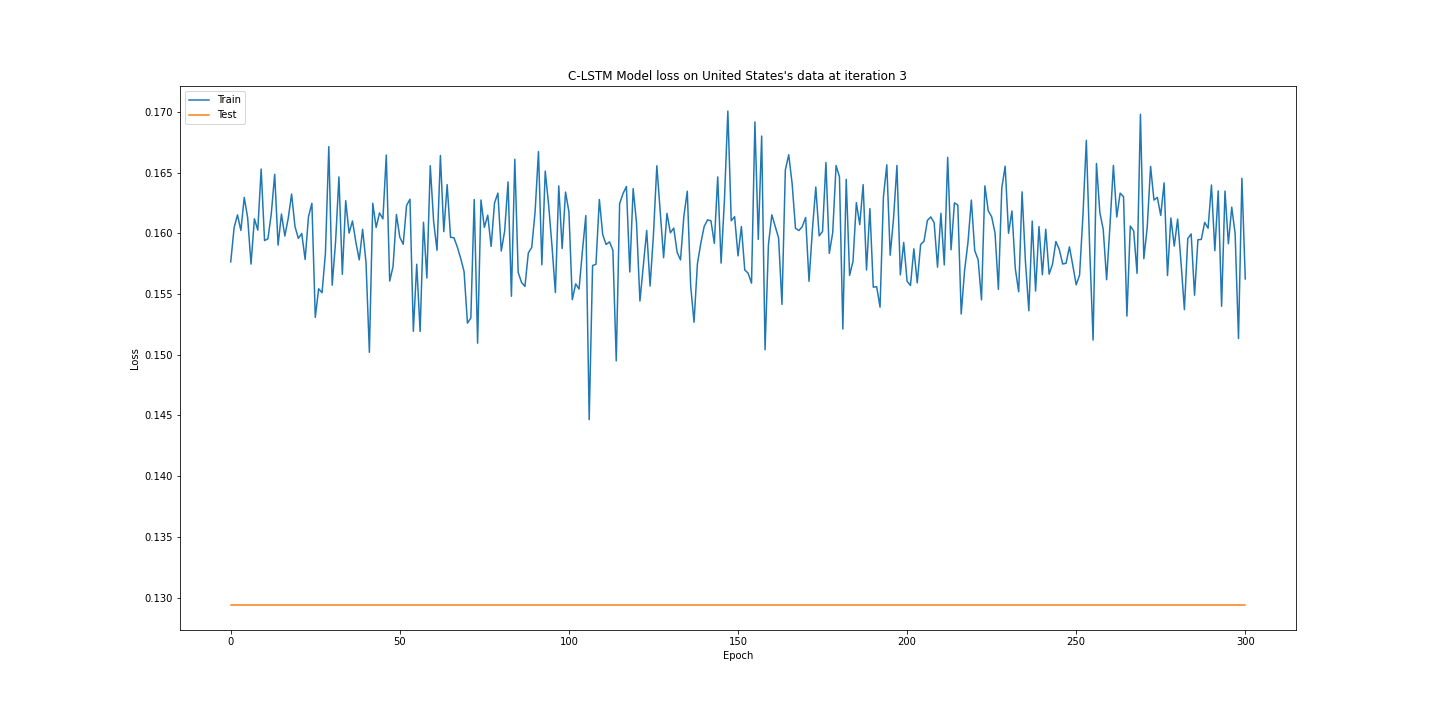 C-LSTM Model loss on United States's data at iteration 3
Train
Test
0.170
0.165
0.160
0.155
0.150
0.145
0.140
0.135
0.130
Loss
0 50 100 150 200 250 300
Epoch